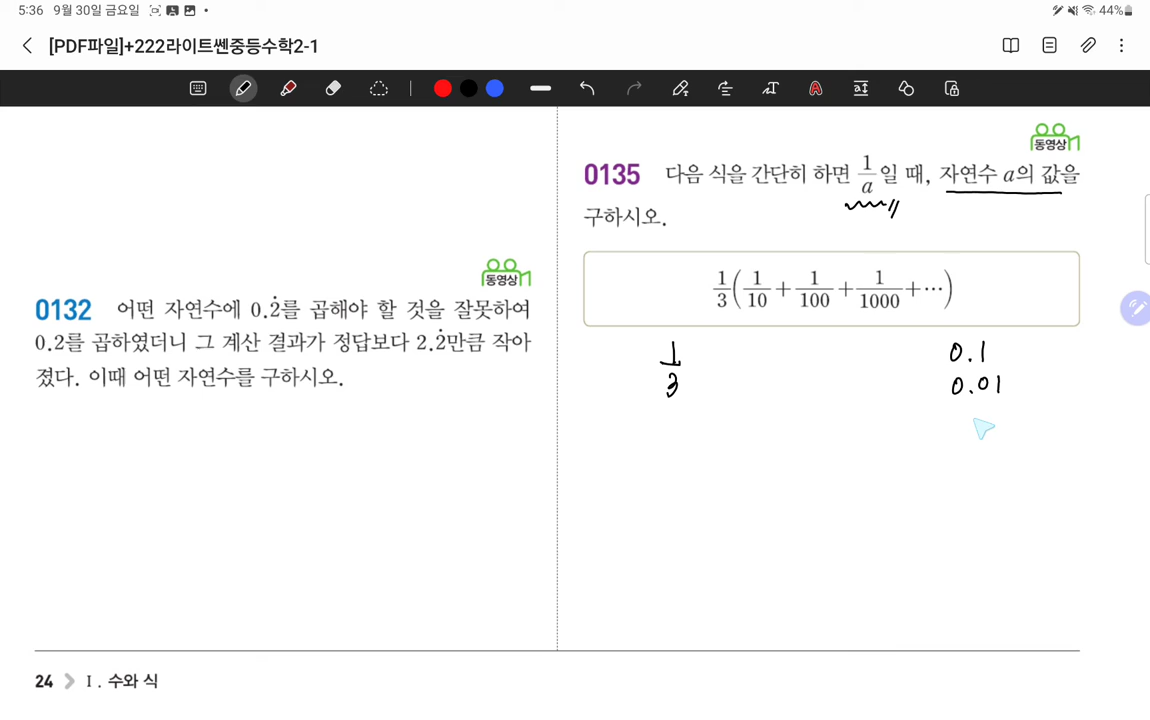 5:36 9월 30일 금요일 44%
[PDF파일]+222라이트쎈중등수학2-1
동영상
0132 어떤 자연수에 0.2̇를 곱해야 할 것을 잘못하여
0.2를 곱하였더니 그 계산 결과가 정답보다 2.2̇만큼 작아
졌다. 이때 어떤 자연수를 구하시오.
동영상
0135 다음 식을 간단히 하면 1/a일 때, 자연수 a의 값을
구하시오.
1/3(1/10+1/100+1/1000+⋯)
1/3
0.1
0.01
24 I. 수와 식